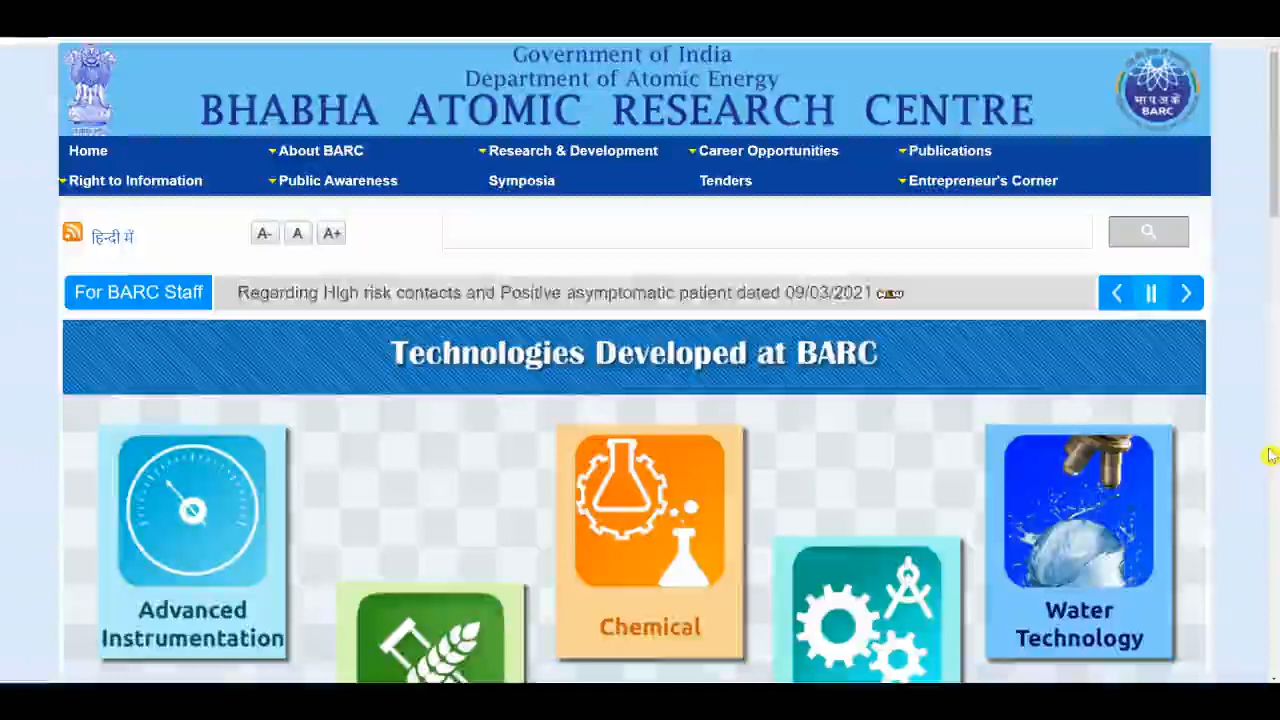 Government of India
Department of Atomic Energy
BHABHA ATOMIC RESEARCH CENTRE
भा प अ कें
BARC
Home
About BARC
Research & Development
Career Opportunities
Publications
Right to Information
Public Awareness
Symposia
Tenders
Entrepreneur's Corner
हिन्दी में
A-
A
A+
For BARC Staff
Regarding High risk contacts and Positive asymptomatic patient dated 09/03/2021
Technologies Developed at BARC
Advanced
Instrumentation
Chemical
Water
Technology